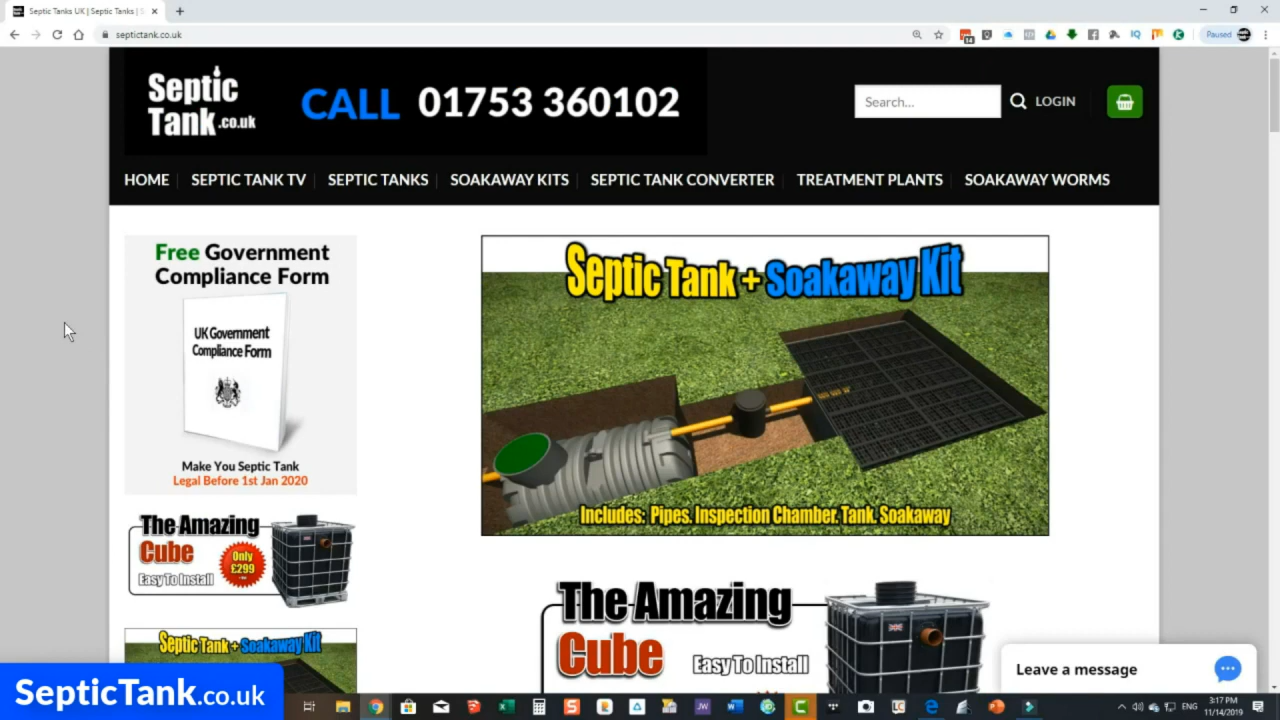 Septic Tanks UK | Septic Tanks | S
septictank.co.uk
14
Paused
Septic
Tank.co.uk
CALL 01753 360102
Search...
LOGIN
HOME
SEPTIC TANK TV
SEPTIC TANKS
SOAKAWAY KITS
SEPTIC TANK CONVERTER
TREATMENT PLANTS
SOAKAWAY WORMS
Free Government
Compliance Form
UK Government
Compliance Form
Make You Septic Tank
Legal Before 1st Jan 2020
Septic Tank + Soakaway Kit
Includes: Pipes. Inspection Chamber. Tank. Soakaway
The Amazing
Cube
Only
£299
Easy To Install
Septic Tank + Soakaway Kit
The Amazing
Cube
Easy To Install
Leave a message
SepticTank.co.uk
ENG
3:17 PM
11/14/2019